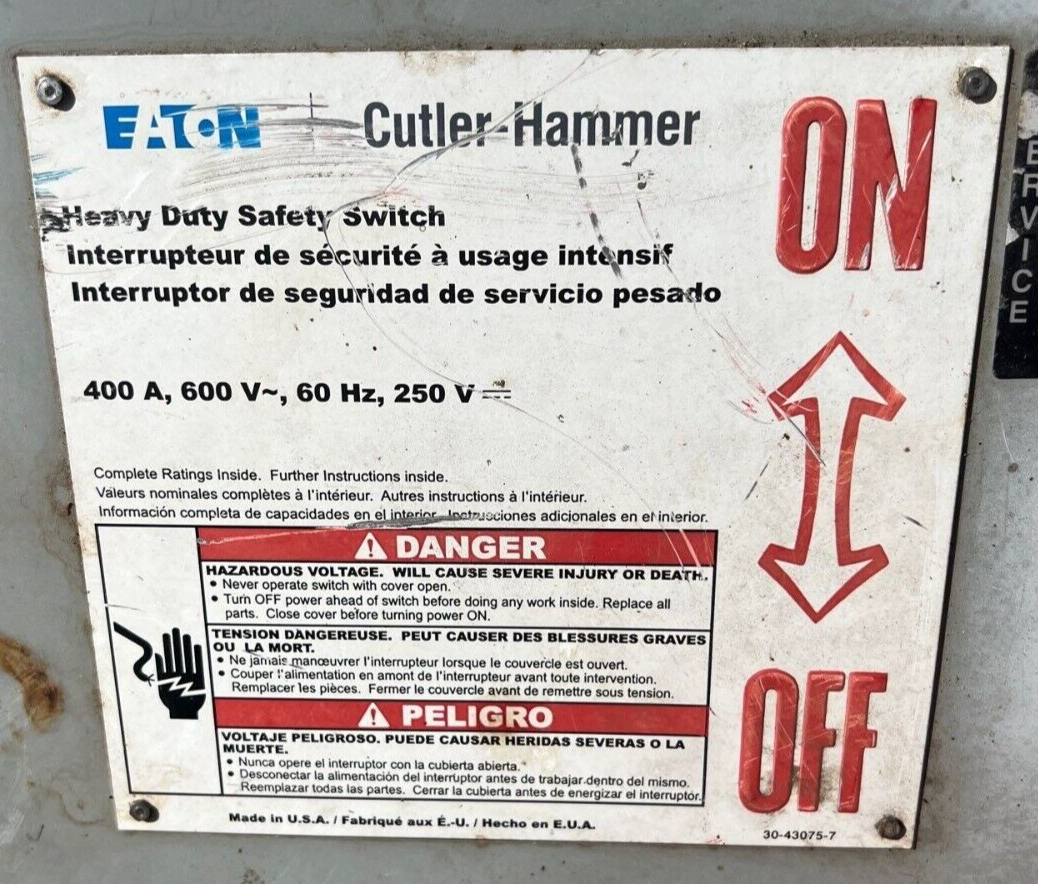 EATON Cutler-Hammer
ON
Heavy Duty Safety Switch
Interrupteur de sécurité à usage intensif
Interruptor de seguridad de servicio pesado
400 A, 600 V~, 60 Hz, 250 V ⎓
Complete Ratings Inside. Further Instructions inside.
Valeurs nominales complètes à l'intérieur. Autres instructions à l'intérieur.
Información completa de capacidades en el interior. Instrucciones adicionales en el interior.
⚠ DANGER
HAZARDOUS VOLTAGE. WILL CAUSE SEVERE INJURY OR DEATH.
• Never operate switch with cover open.
• Turn OFF power ahead of switch before doing any work inside. Replace all
parts. Close cover before turning power ON.
TENSION DANGEREUSE. PEUT CAUSER DES BLESSURES GRAVES
OU LA MORT.
• Ne jamais manœuvrer l'interrupteur lorsque le couvercle est ouvert.
• Couper l'alimentation en amont de l'interrupteur avant toute intervention.
Remplacer les pièces. Fermer le couvercle avant de remettre sous tension.
⚠ PELIGRO
VOLTAJE PELIGROSO. PUEDE CAUSAR HERIDAS SEVERAS O LA
MUERTE.
• Nunca opere el interruptor con la cubierta abierta.
• Desconectar la alimentación del interruptor antes de trabajar dentro del mismo.
Reemplazar todas las partes. Cerrar la cubierta antes de energizar el interruptor.
OFF
Made in U.S.A. / Fabriqué aux É.-U. / Hecho en E.U.A.
30-43075-7
ERVICE